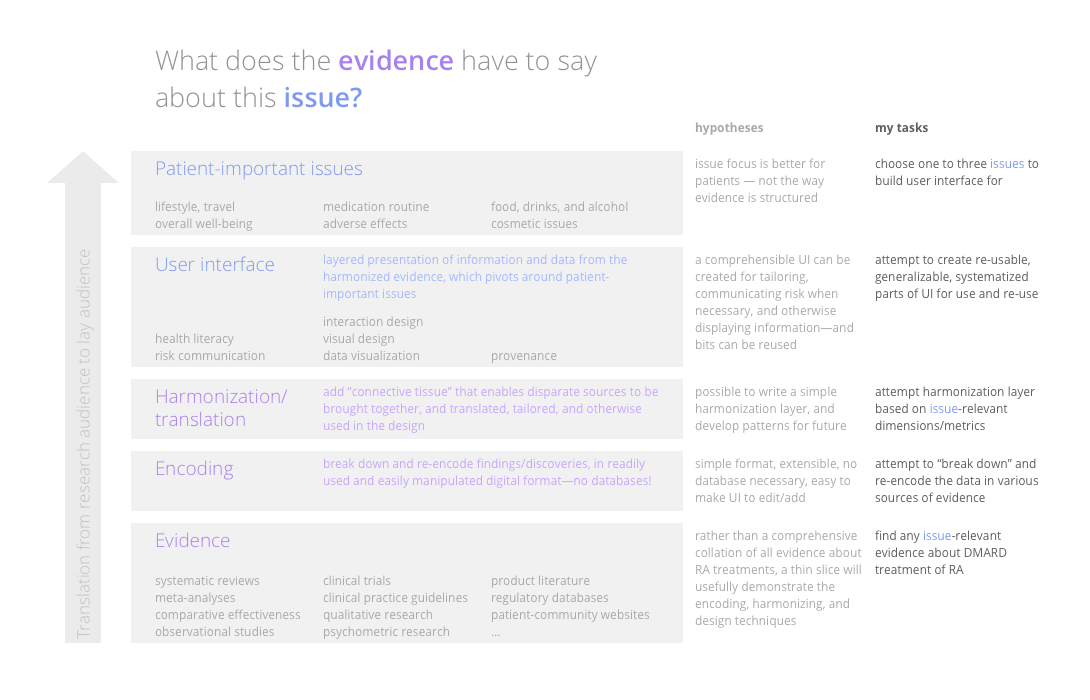 What does the evidence have to say
about this issue?
hypotheses
my tasks
Translation from research audience to lay audience
Patient-important issues
lifestyle, travel
overall well-being
medication routine
adverse effects
food, drinks, and alcohol
cosmetic issues
issue focus is better for
patients — not the way
evidence is structured
choose one to three issues to
build user interface for
User interface
layered presentation of information and data from the
harmonized evidence, which pivots around patient-
important issues
health literacy
risk communication
interaction design
visual design
data visualization
provenance
a comprehensible UI can be
created for tailoring,
communicating risk when
necessary, and otherwise
displaying information—and
bits can be reused
attempt to create re-usable,
generalizable, systematized
parts of UI for use and re-use
Harmonization/
translation
add “connective tissue” that enables disparate sources to be
brought together, and translated, tailored, and otherwise
used in the design
possible to write a simple
harmonization layer, and
develop patterns for future
attempt harmonization layer
based on issue-relevant
dimensions/metrics
Encoding
break down and re-encode findings/discoveries, in readily
used and easily manipulated digital format—no databases!
simple format, extensible, no
database necessary, easy to
make UI to edit/add
attempt to “break down” and
re-encode the data in various
sources of evidence
Evidence
systematic reviews
meta-analyses
comparative effectiveness
observational studies
clinical trials
clinical practice guidelines
qualitative research
psychometric research
product literature
regulatory databases
patient-community websites
...
rather than a comprehensive
collation of all evidence about
RA treatments, a thin slice will
usefully demonstrate the
encoding, harmonizing, and
design techniques
find any issue-relevant
evidence about DMARD
treatment of RA